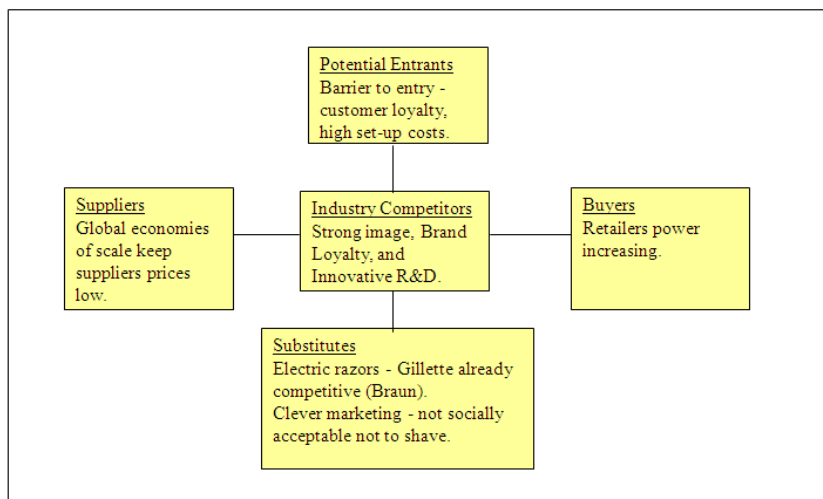 Potential Entrants
Barrier to entry -
customer loyalty,
high set-up costs.
Suppliers
Global economies
of scale keep
suppliers prices
low.
Industry Competitors
Strong image, Brand
Loyalty, and
Innovative R&D.
Buyers
Retailers power
increasing.
Substitutes
Electric razors - Gillette already
competitive (Braun).
Clever marketing - not socially
acceptable not to shave.